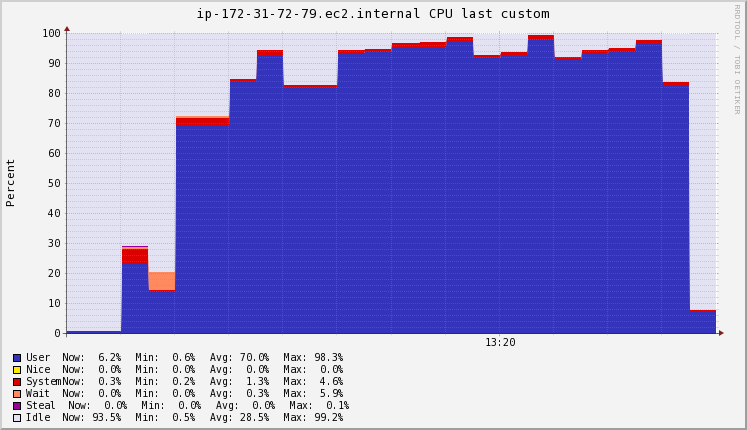 ip-172-31-72-79.ec2.internal CPU last custom
RRDTOOL / TOBI OETIKER
Percent
100
90
80
70
60
50
40
30
20
10
0
13:20
User Now: 6.2% Min: 0.6% Avg: 70.0% Max: 98.3%
Nice Now: 0.0% Min: 0.0% Avg: 0.0% Max: 0.0%
System Now: 0.3% Min: 0.2% Avg: 1.3% Max: 4.6%
Wait Now: 0.0% Min: 0.0% Avg: 0.3% Max: 5.9%
Steal Now: 0.0% Min: 0.0% Avg: 0.0% Max: 0.1%
Idle Now: 93.5% Min: 0.5% Avg: 28.5% Max: 99.2%